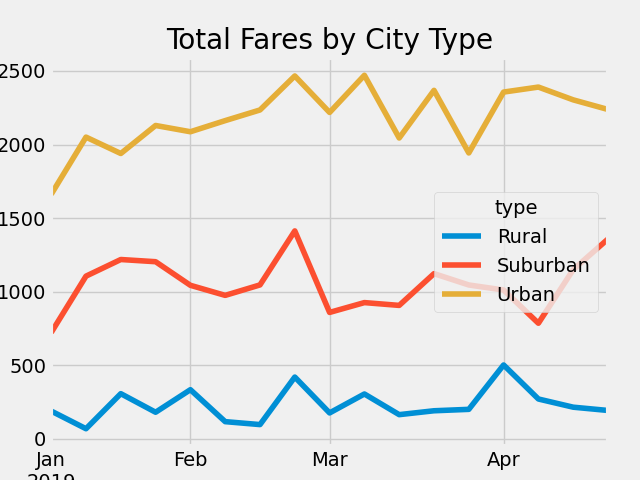 Total Fares by City Type
2500
2000
1500
1000
500
0
type
Rural
Suburban
Urban
Jan
2019
Feb
Mar
Apr